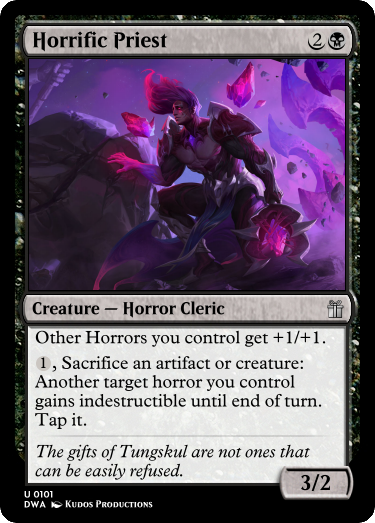 Horrific Priest 2
Creature — Horror Cleric
Other Horrors you control get +1/+1.
1 , Sacrifice an artifact or creature:
Another target horror you control
gains indestructible until end of turn.
Tap it.
The gifts of Tungskul are not ones that
can be easily refused.
3/2
U 0101
DWA Kudos Productions